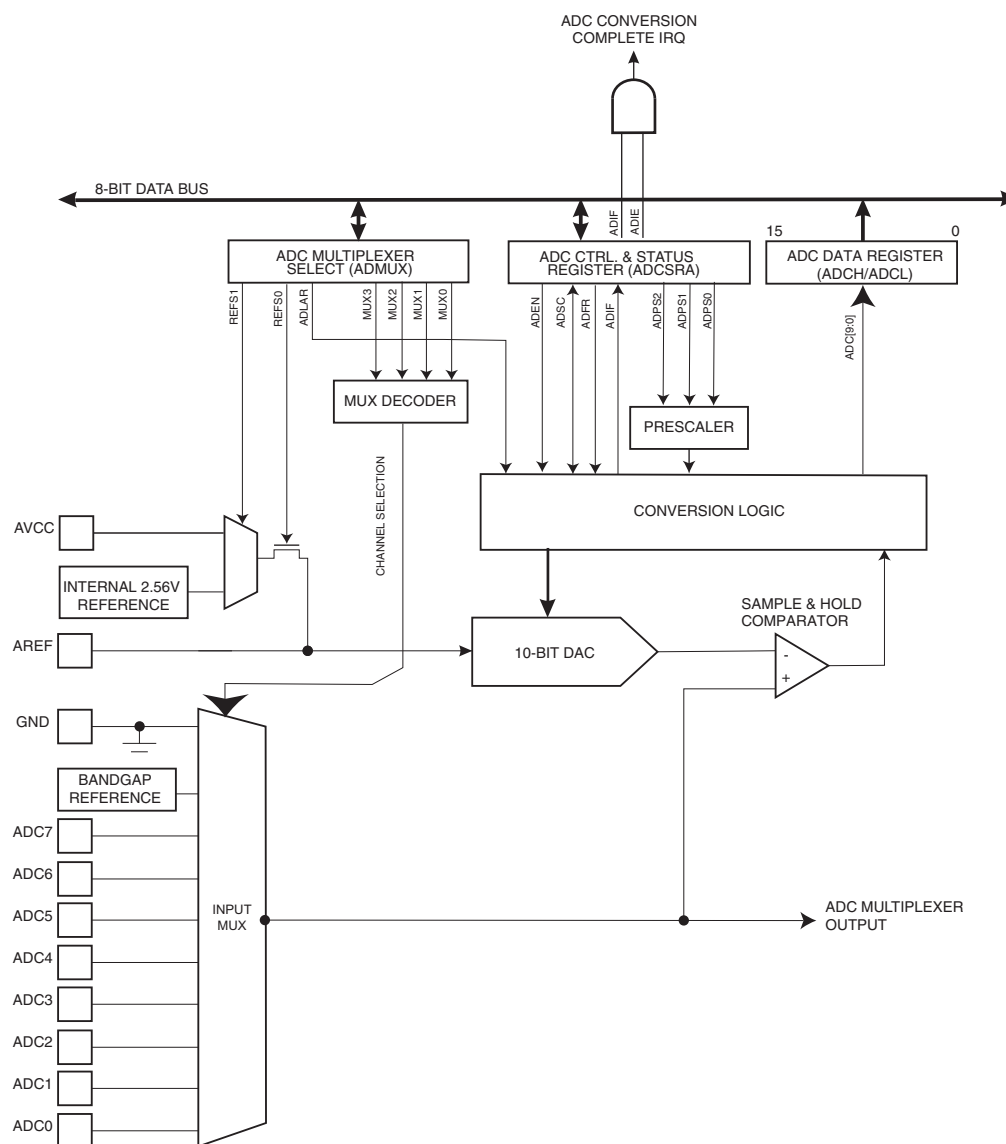 ADC CONVERSION
COMPLETE IRQ
8-BIT DATA BUS
ADIF
ADIE
15
0
ADC MULTIPLEXER
SELECT (ADMUX)
ADC CTRL. & STATUS
REGISTER (ADCSRA)
ADC DATA REGISTER
(ADCH/ADCL)
REFS1
REFS0
ADLAR
MUX3
MUX2
MUX1
MUX0
ADEN
ADSC
ADFR
ADIF
ADPS2
ADPS1
ADPS0
ADC[9:0]
MUX DECODER
PRESCALER
CHANNEL SELECTION
CONVERSION LOGIC
AVCC
INTERNAL 2.56V
REFERENCE
SAMPLE & HOLD
COMPARATOR
AREF
10-BIT DAC
-
+
GND
BANDGAP
REFERENCE
ADC7
ADC6
ADC5
INPUT
MUX
ADC MULTIPLEXER
OUTPUT
ADC4
ADC3
ADC2
ADC1
ADC0